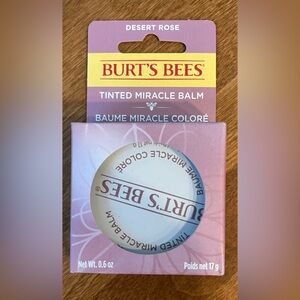 DESERT ROSE
BURT'S BEES®
TINTED MIRACLE BALM
BAUME MIRACLE COLORÉ
BAUME MIRACLE COLORÉ
BURT'S BEES®
TINTED MIRACLE BALM
Net Wt. 0.6 oz
Poids net 17 g